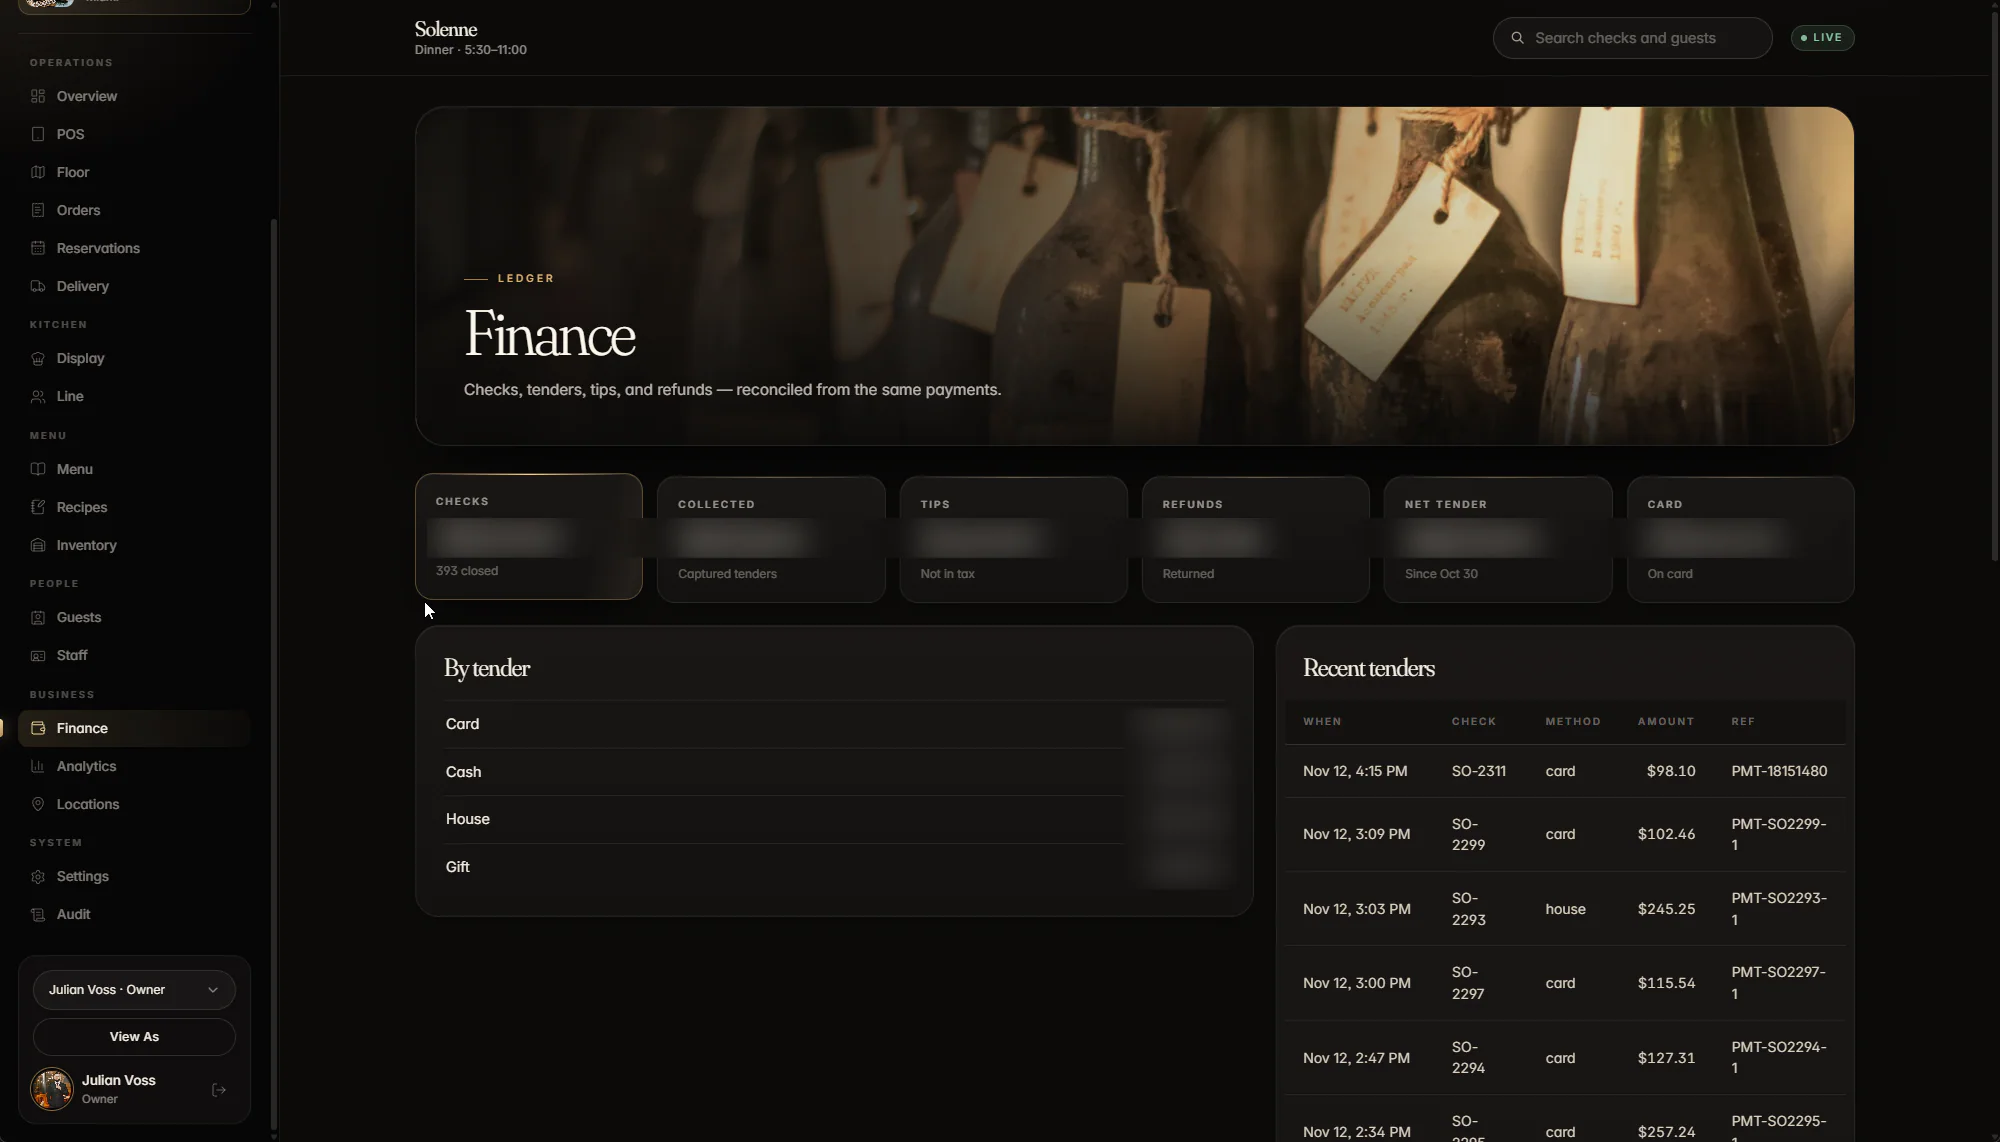 OPERATIONS
Overview
POS
Floor
Orders
Reservations
Delivery
KITCHEN
Display
Line
MENU
Menu
Recipes
Inventory
PEOPLE
Guests
Staff
BUSINESS
Finance
Analytics
Locations
SYSTEM
Settings
Audit
Julian Voss · Owner
View As
Julian Voss
Owner
Solenne
Dinner · 5:30–11:00
Search checks and guests
LIVE
LEDGER
Finance
Checks, tenders, tips, and refunds — reconciled from the same payments.
CHECKS
393 closed
COLLECTED
Captured tenders
TIPS
Not in tax
REFUNDS
Returned
NET TENDER
Since Oct 30
CARD
On card
By tender
Card
Cash
House
Gift
Recent tenders
WHEN CHECK METHOD AMOUNT REF
Nov 12, 4:15 PM SO-2311 card $98.10 PMT-18151480
Nov 12, 3:09 PM SO-2299 card $102.46 PMT-SO2299-1
Nov 12, 3:03 PM SO-2293 house $245.25 PMT-SO2293-1
Nov 12, 3:00 PM SO-2297 card $115.54 PMT-SO2297-1
Nov 12, 2:47 PM SO-2294 card $127.31 PMT-SO2294-1
Nov 12, 2:34 PM SO- card $257.24 PMT-SO2295-